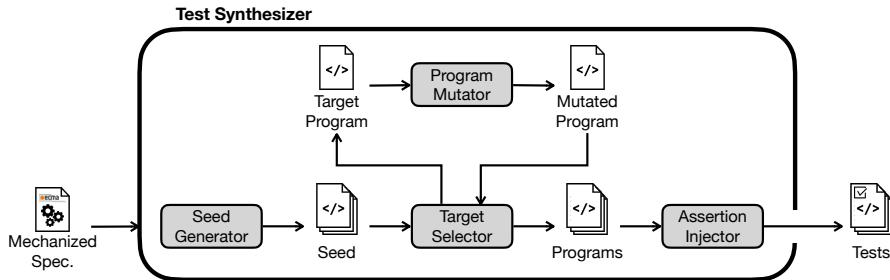 Test Synthesizer
</>
Program
Mutator
</>
Target
Program
Mutated
Program
ecma
Mechanized
Spec.
Seed
Generator
</>
Seed
Target
Selector
</>
Programs
Assertion
Injector
</>
Tests